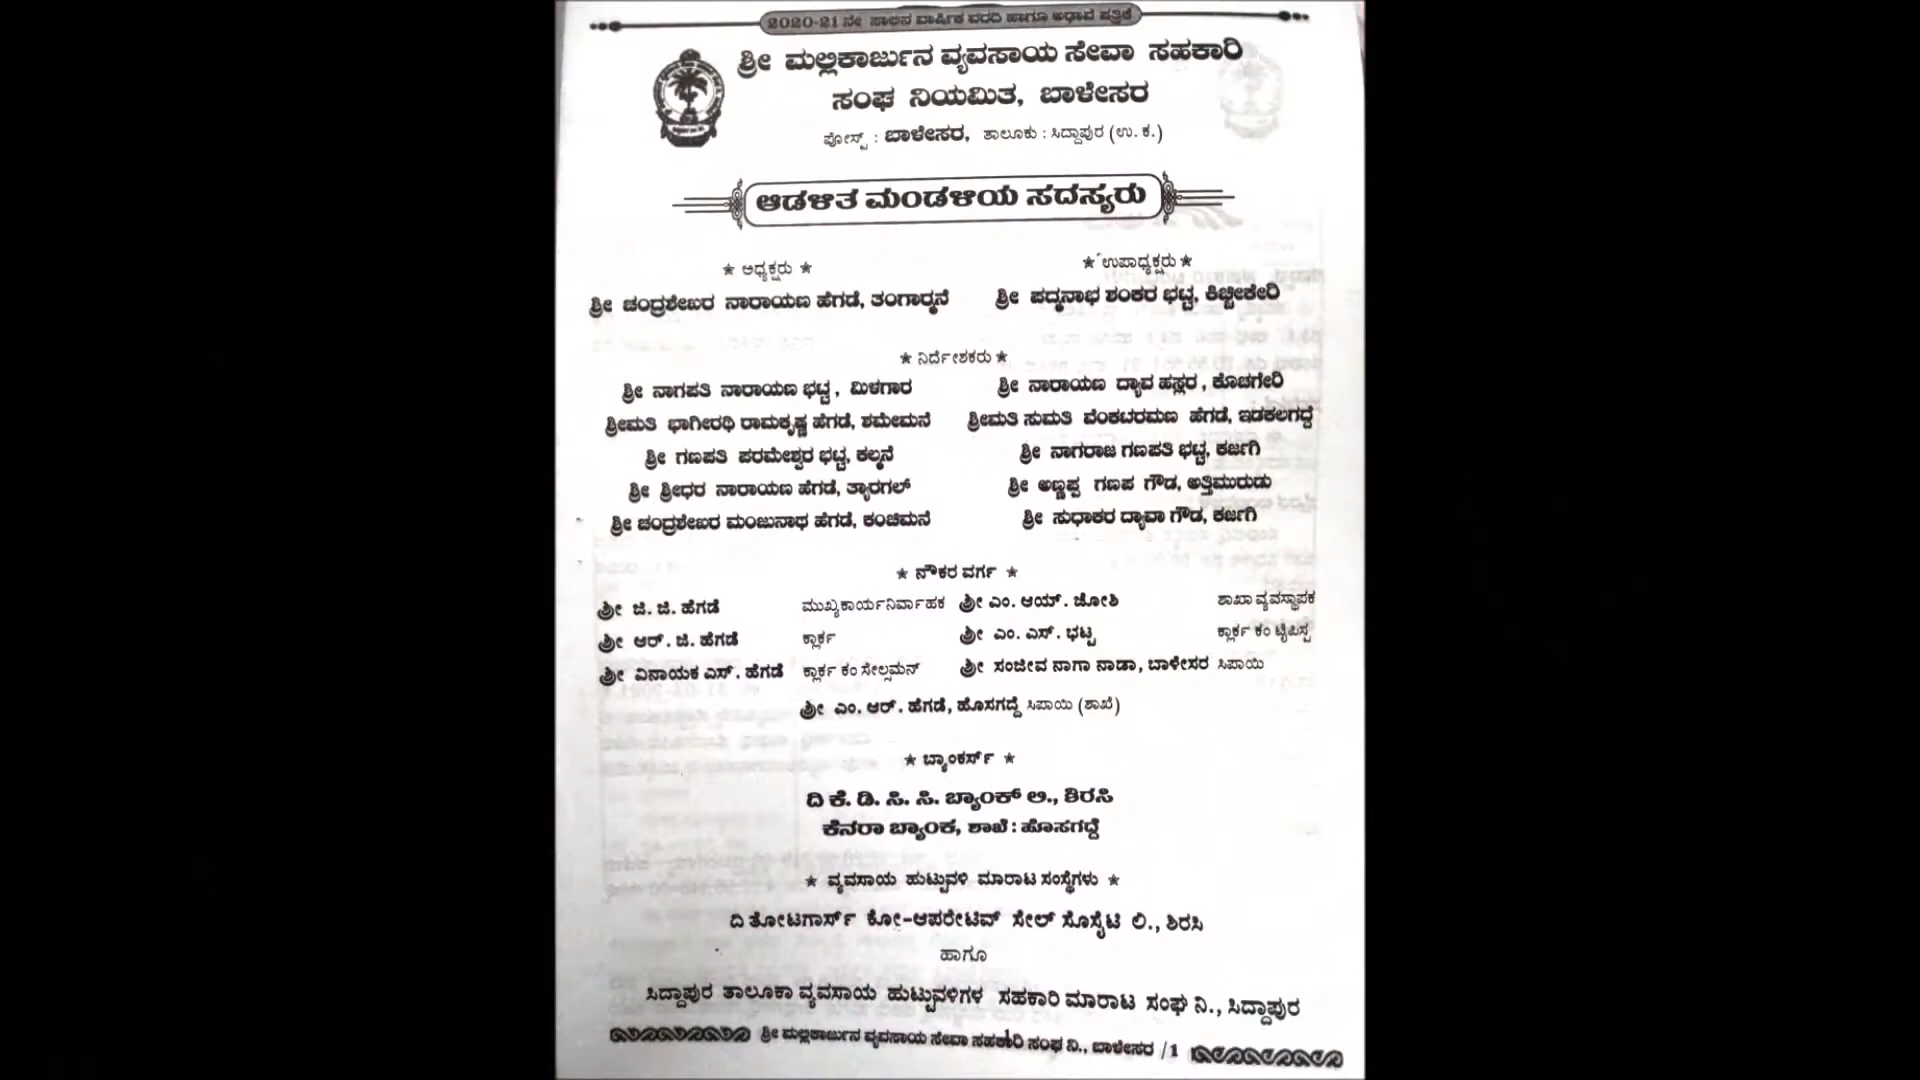 2020-21 ನೇ ಸಾಲಿನ ವಾರ್ಷಿಕ ವರದಿ ಹಾಗೂ ಅಢಾವೆ ಪತ್ರಿಕೆ
ಶ್ರೀ ಮಲ್ಲಿಕಾರ್ಜುನ ವ್ಯವಸಾಯ ಸೇವಾ ಸಹಕಾರಿ
ಸಂಘ ನಿಯಮಿತ, ಬಾಳೇಸರ
ಪೋಸ್ಟ್ : ಬಾಳೇಸರ, ತಾಲೂಕು : ಸಿದ್ದಾಪುರ (ಉ. ಕ.)
ಆಡಳಿತ ಮಂಡಳಿಯ ಸದಸ್ಯರು
★ ಅಧ್ಯಕ್ಷರು ★ ★ ಉಪಾಧ್ಯಕ್ಷರು ★
ಶ್ರೀ ಚಂದ್ರಶೇಖರ ನಾರಾಯಣ ಹೆಗಡೆ, ತಂಗಾರ್‍ಮನೆ ಶ್ರೀ ಪದ್ಮನಾಭ ಶಂಕರ ಭಟ್ಟ, ಕಿಚ್ಚೀಕೇರಿ
★ ನಿರ್ದೇಶಕರು ★
ಶ್ರೀ ನಾಗಪತಿ ನಾರಾಯಣ ಭಟ್ಟ, ಮಿಳಗಾರ ಶ್ರೀ ನಾರಾಯಣ ದ್ಯಾವ ಹಸ್ಲರ, ಕೊಚಗೇರಿ
ಶ್ರೀಮತಿ ಭಾಗೀರಥಿ ರಾಮಕೃಷ್ಣ ಹೆಗಡೆ, ಶಮೇಮನೆ ಶ್ರೀಮತಿ ಸುಮತಿ ವೆಂಕಟರಮಣ ಹೆಗಡೆ, ಇಡಕಲಗದ್ದೆ
ಶ್ರೀ ಗಣಪತಿ ಪರಮೇಶ್ವರ ಭಟ್ಟ, ಕಲ್ಮನೆ ಶ್ರೀ ನಾಗರಾಜ ಗಣಪತಿ ಭಟ್ಟ, ಕರ್ಜಗಿ
ಶ್ರೀ ಶ್ರೀಧರ ನಾರಾಯಣ ಹೆಗಡೆ, ತ್ಯಾರಗಲ್ ಶ್ರೀ ಅಣ್ಣಪ್ಪ ಗಣಪ ಗೌಡ, ಅತ್ತಿಮುರುಡು
ಶ್ರೀ ಚಂದ್ರಶೇಖರ ಮಂಜುನಾಥ ಹೆಗಡೆ, ಕಂಚಿಮನೆ ಶ್ರೀ ಸುಧಾಕರ ದ್ಯಾವಾ ಗೌಡ, ಕರ್ಜಗಿ
★ ನೌಕರ ವರ್ಗ ★
ಶ್ರೀ ಜಿ. ಜಿ. ಹೆಗಡೆ ಮುಖ್ಯಕಾರ್ಯನಿರ್ವಾಹಕ ಶ್ರೀ ಎಂ. ಆಯ್. ಜೋಶಿ ಶಾಖಾ ವ್ಯವಸ್ಥಾಪಕ
ಶ್ರೀ ಆರ್. ಜಿ. ಹೆಗಡೆ ಕ್ಲಾರ್ಕ ಶ್ರೀ ಎಂ. ಎಸ್. ಭಟ್ಟ ಕ್ಲಾರ್ಕ ಕಂ ಟೈಪಿಸ್ಟ
ಶ್ರೀ ವಿನಾಯಕ ಎಸ್. ಹೆಗಡೆ ಕ್ಲಾರ್ಕ ಕಂ ಸೇಲ್ಸಮನ್ ಶ್ರೀ ಸಂಜೀವ ನಾಗಾ ನಾಡಾ, ಬಾಳೇಸರ ಸಿಪಾಯಿ
ಶ್ರೀ ಎಂ. ಆರ್. ಹೆಗಡೆ, ಹೊಸಗದ್ದೆ ಸಿಪಾಯಿ (ಶಾಖೆ)
★ ಬ್ಯಾಂಕರ್ಸ್ ★
ದಿ ಕೆ. ಡಿ. ಸಿ. ಸಿ. ಬ್ಯಾಂಕ್ ಲಿ., ಶಿರಸಿ
ಕೆನರಾ ಬ್ಯಾಂಕ, ಶಾಖೆ : ಹೊಸಗದ್ದೆ
★ ವ್ಯವಸಾಯ ಹುಟ್ಟುವಳಿ ಮಾರಾಟ ಸಂಸ್ಥೆಗಳು ★
ದಿ ತೋಟಗಾರ್ಸ್ ಕೋ-ಆಪರೇಟಿವ್ ಸೇಲ್ ಸೊಸೈಟಿ ಲಿ., ಶಿರಸಿ
ಹಾಗೂ
ಸಿದ್ದಾಪುರ ತಾಲೂಕಾ ವ್ಯವಸಾಯ ಹುಟ್ಟುವಳಿಗಳ ಸಹಕಾರಿ ಮಾರಾಟ ಸಂಘ ನಿ., ಸಿದ್ದಾಪುರ
ಶ್ರೀ ಮಲ್ಲಿಕಾರ್ಜುನ ವ್ಯವಸಾಯ ಸೇವಾ ಸಹಕಾರಿ ಸಂಘ ನಿ., ಬಾಳೇಸರ /1